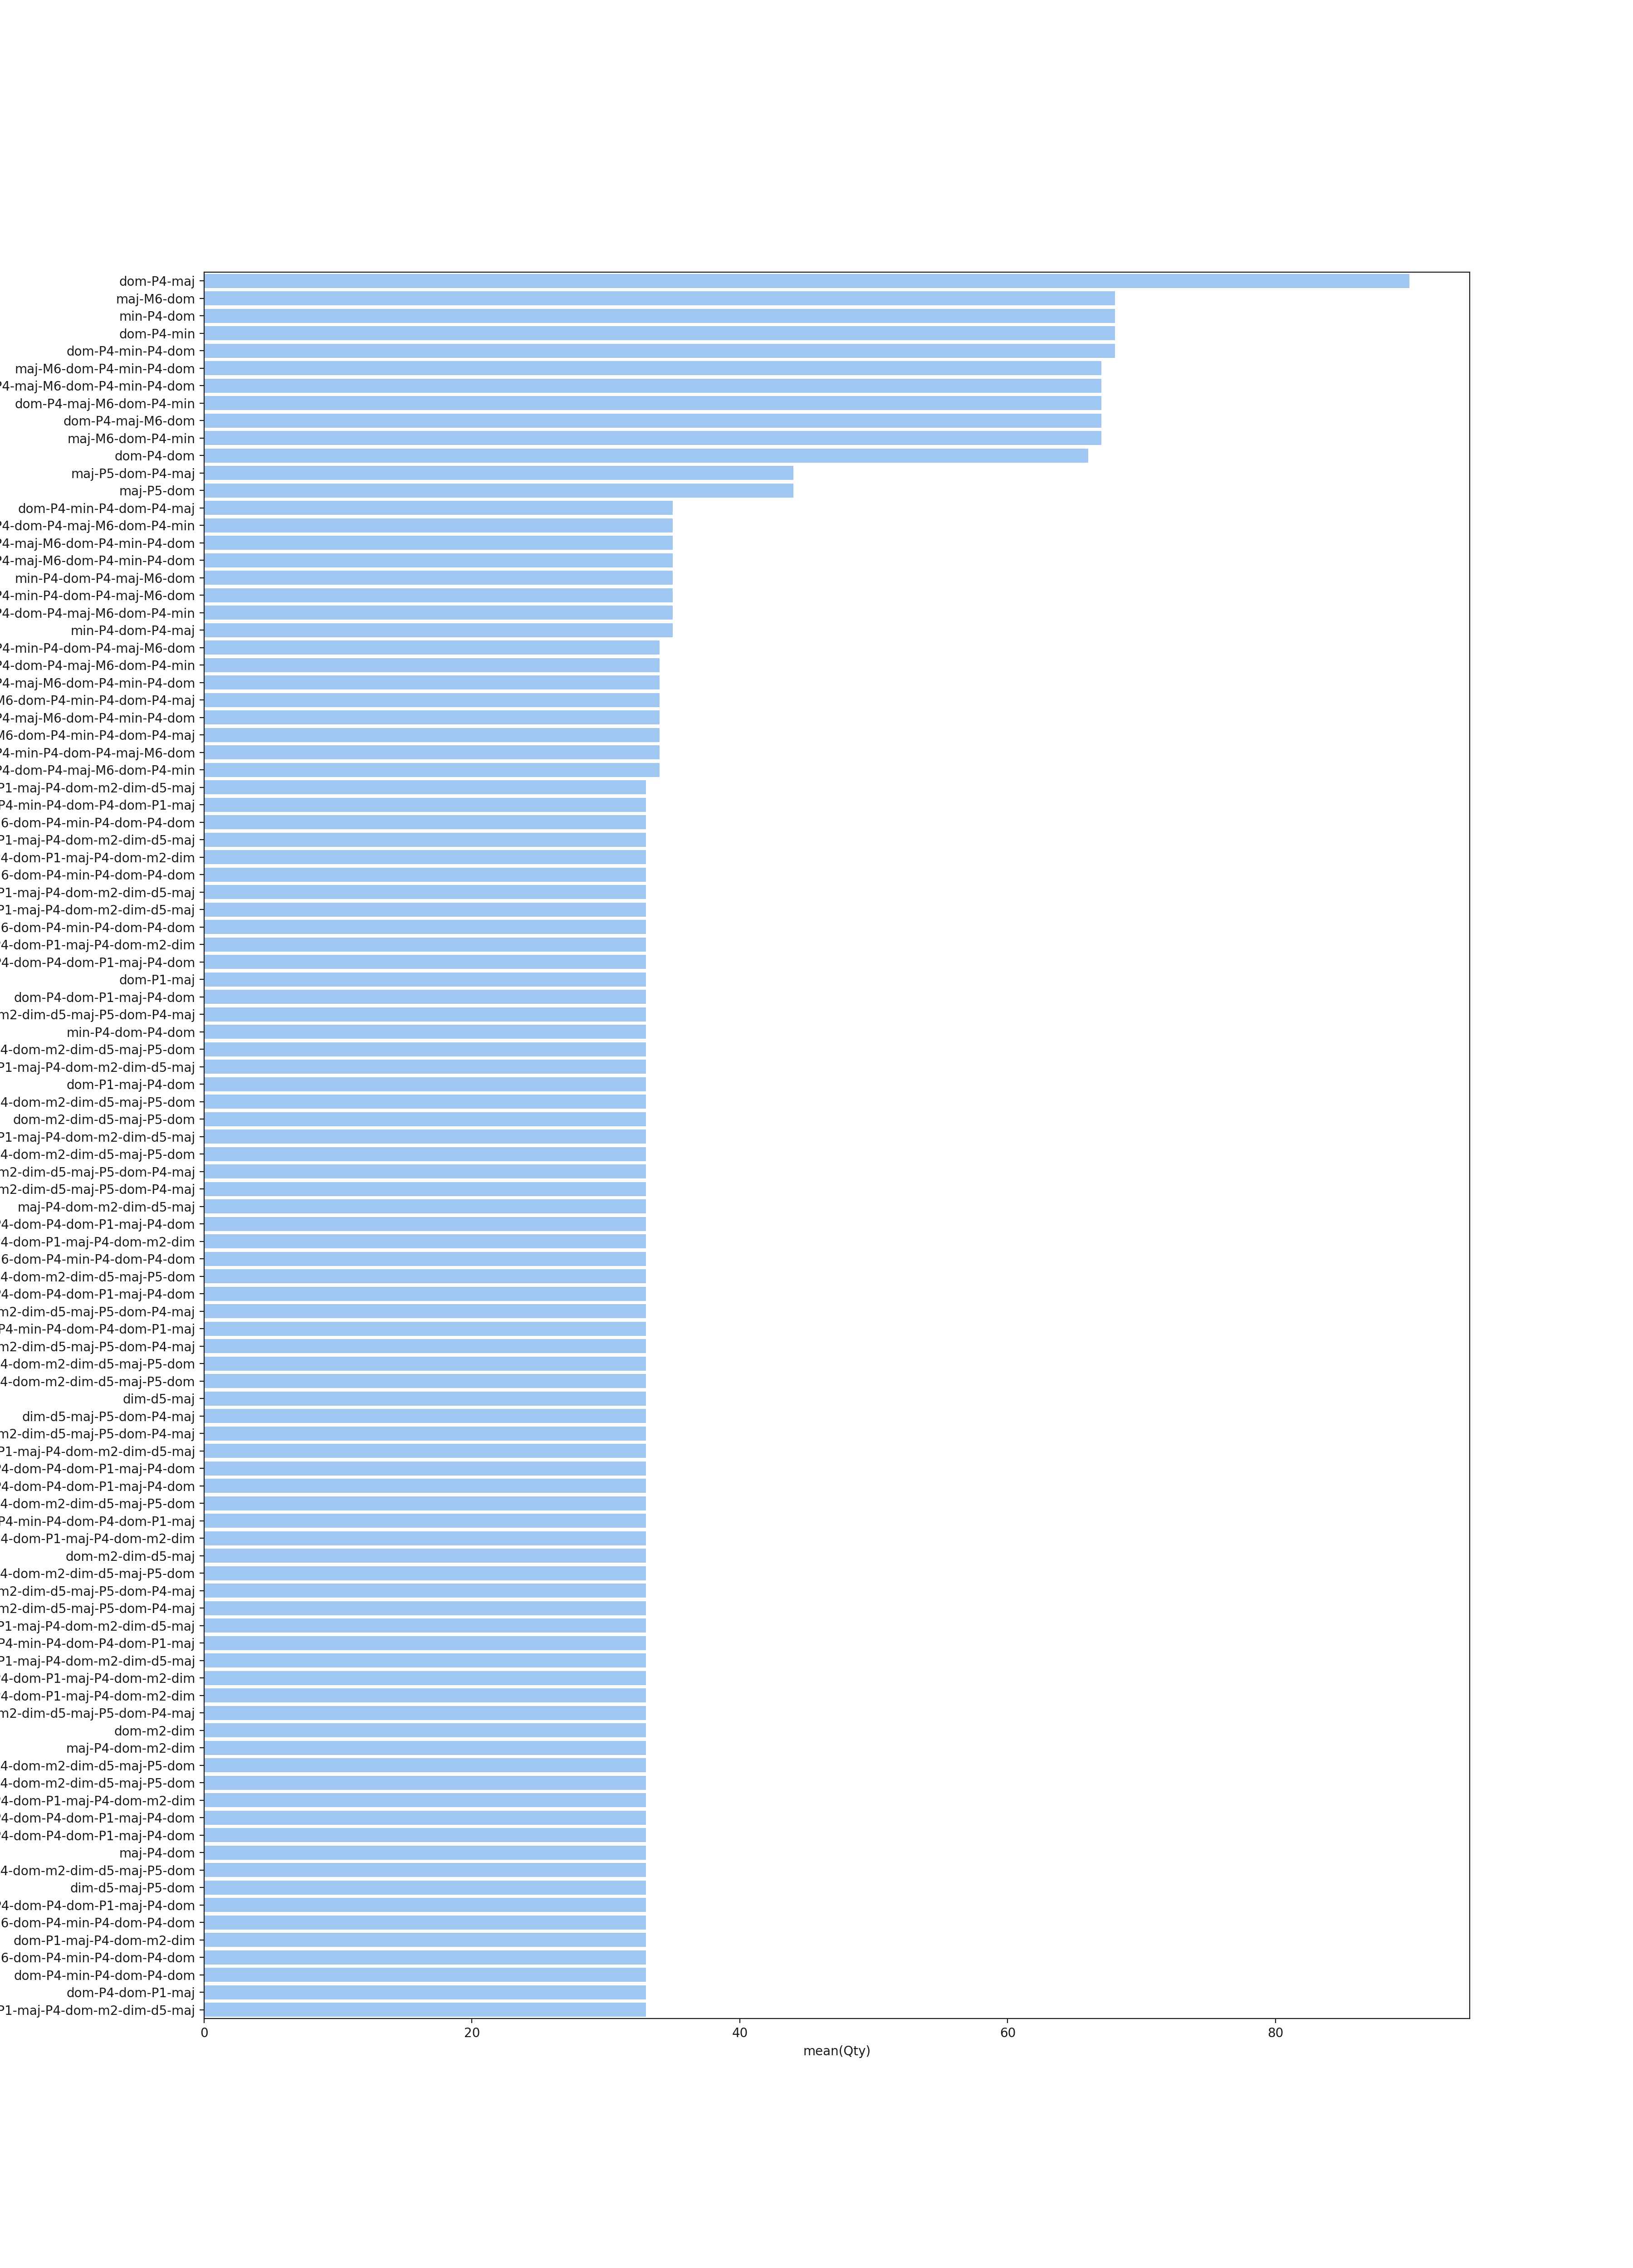 dom-P4-maj
maj-M6-dom
min-P4-dom
dom-P4-min
dom-P4-min-P4-dom
maj-M6-dom-P4-min-P4-dom
P4-maj-M6-dom-P4-min-P4-dom
dom-P4-maj-M6-dom-P4-min
dom-P4-maj-M6-dom
maj-M6-dom-P4-min
dom-P4-dom
maj-P5-dom-P4-maj
maj-P5-dom
dom-P4-min-P4-dom-P4-maj
P4-dom-P4-maj-M6-dom-P4-min
P4-maj-M6-dom-P4-min-P4-dom
P4-maj-M6-dom-P4-min-P4-dom
min-P4-dom-P4-maj-M6-dom
P4-min-P4-dom-P4-maj-M6-dom
P4-dom-P4-maj-M6-dom-P4-min
min-P4-dom-P4-maj
P4-min-P4-dom-P4-maj-M6-dom
P4-dom-P4-maj-M6-dom-P4-min
P4-maj-M6-dom-P4-min-P4-dom
M6-dom-P4-min-P4-dom-P4-maj
P4-maj-M6-dom-P4-min-P4-dom
M6-dom-P4-min-P4-dom-P4-maj
P4-min-P4-dom-P4-maj-M6-dom
P4-dom-P4-maj-M6-dom-P4-min
P1-maj-P4-dom-m2-dim-d5-maj
P4-min-P4-dom-P4-dom-P1-maj
6-dom-P4-min-P4-dom-P4-dom
P1-maj-P4-dom-m2-dim-d5-maj
4-dom-P1-maj-P4-dom-m2-dim
6-dom-P4-min-P4-dom-P4-dom
P1-maj-P4-dom-m2-dim-d5-maj
P1-maj-P4-dom-m2-dim-d5-maj
6-dom-P4-min-P4-dom-P4-dom
P4-dom-P1-maj-P4-dom-m2-dim
P4-dom-P4-dom-P1-maj-P4-dom
dom-P1-maj
dom-P4-dom-P1-maj-P4-dom
m2-dim-d5-maj-P5-dom-P4-maj
min-P4-dom-P4-dom
4-dom-m2-dim-d5-maj-P5-dom
P1-maj-P4-dom-m2-dim-d5-maj
dom-P1-maj-P4-dom
4-dom-m2-dim-d5-maj-P5-dom
dom-m2-dim-d5-maj-P5-dom
P1-maj-P4-dom-m2-dim-d5-maj
4-dom-m2-dim-d5-maj-P5-dom
m2-dim-d5-maj-P5-dom-P4-maj
m2-dim-d5-maj-P5-dom-P4-maj
maj-P4-dom-m2-dim-d5-maj
P4-dom-P4-dom-P1-maj-P4-dom
4-dom-P1-maj-P4-dom-m2-dim
6-dom-P4-min-P4-dom-P4-dom
4-dom-m2-dim-d5-maj-P5-dom
P4-dom-P4-dom-P1-maj-P4-dom
m2-dim-d5-maj-P5-dom-P4-maj
P4-min-P4-dom-P4-dom-P1-maj
m2-dim-d5-maj-P5-dom-P4-maj
4-dom-m2-dim-d5-maj-P5-dom
4-dom-m2-dim-d5-maj-P5-dom
dim-d5-maj
dim-d5-maj-P5-dom-P4-maj
m2-dim-d5-maj-P5-dom-P4-maj
P1-maj-P4-dom-m2-dim-d5-maj
P4-dom-P4-dom-P1-maj-P4-dom
P4-dom-P4-dom-P1-maj-P4-dom
4-dom-m2-dim-d5-maj-P5-dom
P4-min-P4-dom-P4-dom-P1-maj
4-dom-P1-maj-P4-dom-m2-dim
dom-m2-dim-d5-maj
4-dom-m2-dim-d5-maj-P5-dom
m2-dim-d5-maj-P5-dom-P4-maj
m2-dim-d5-maj-P5-dom-P4-maj
P1-maj-P4-dom-m2-dim-d5-maj
P4-min-P4-dom-P4-dom-P1-maj
P1-maj-P4-dom-m2-dim-d5-maj
4-dom-P1-maj-P4-dom-m2-dim
4-dom-P1-maj-P4-dom-m2-dim
m2-dim-d5-maj-P5-dom-P4-maj
dom-m2-dim
maj-P4-dom-m2-dim
4-dom-m2-dim-d5-maj-P5-dom
4-dom-m2-dim-d5-maj-P5-dom
P4-dom-P1-maj-P4-dom-m2-dim
P4-dom-P4-dom-P1-maj-P4-dom
P4-dom-P4-dom-P1-maj-P4-dom
maj-P4-dom
4-dom-m2-dim-d5-maj-P5-dom
dim-d5-maj-P5-dom
P4-dom-P4-dom-P1-maj-P4-dom
6-dom-P4-min-P4-dom-P4-dom
dom-P1-maj-P4-dom-m2-dim
6-dom-P4-min-P4-dom-P4-dom
dom-P4-min-P4-dom-P4-dom
dom-P4-dom-P1-maj
P1-maj-P4-dom-m2-dim-d5-maj
0 20 40 60 80
mean(Qty)